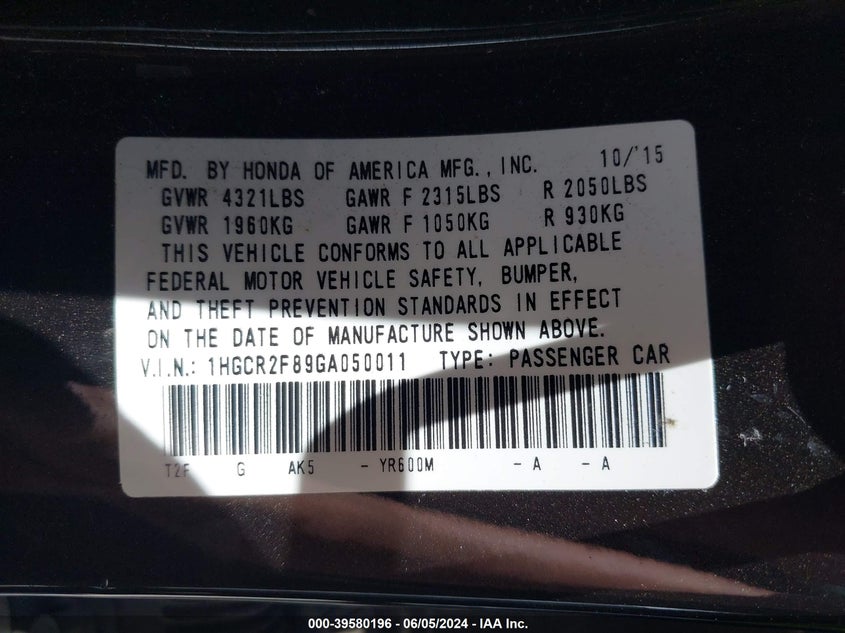 MFD. BY HONDA OF AMERICA MFG., INC. 10/'15
GVWR 4321LBS GAWR F 2315LBS R 2050LBS
GVWR 1960KG GAWR F 1050KG R 930KG
THIS VEHICLE CONFORMS TO ALL APPLICABLE
FEDERAL MOTOR VEHICLE SAFETY, BUMPER,
AND THEFT PREVENTION STANDARDS IN EFFECT
ON THE DATE OF MANUFACTURE SHOWN ABOVE.
V.I.N.: 1HGCR2F89GA050011 TYPE: PASSENGER CAR
T2F G AK5 - YR600M - A - A
000-39580196 - 06/05/2024 - IAA Inc.